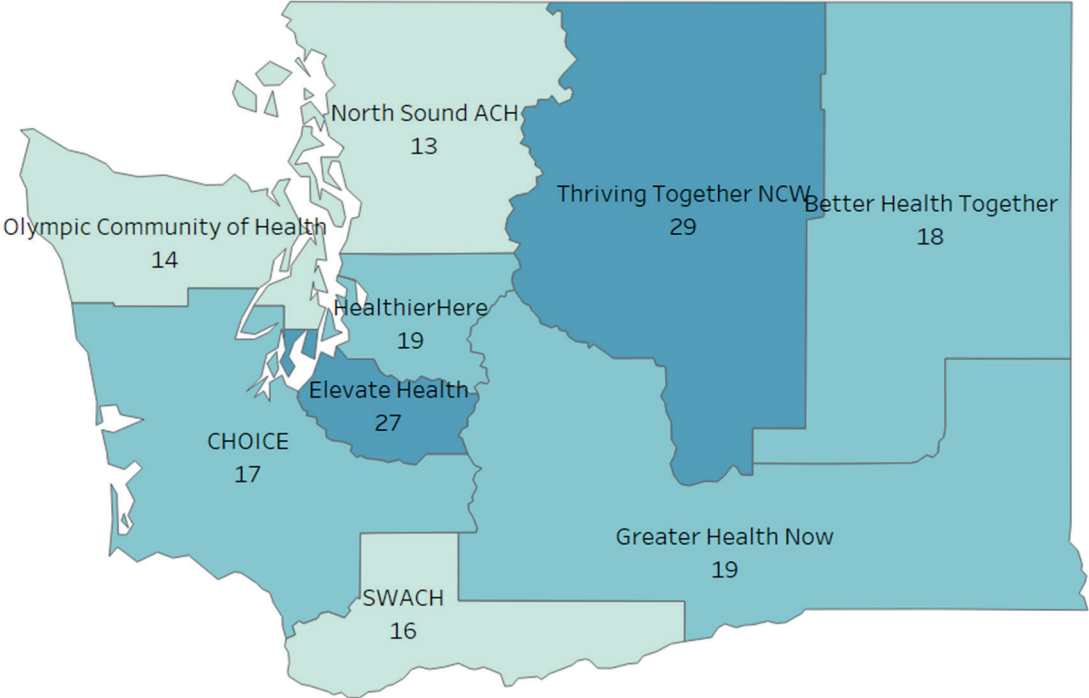 North Sound ACH
13
Thriving Together NCW
29
Better Health Together
18
Olympic Community of Health
14
HealthierHere
19
Elevate Health
27
CHOICE
17
Greater Health Now
19
SWACH
16